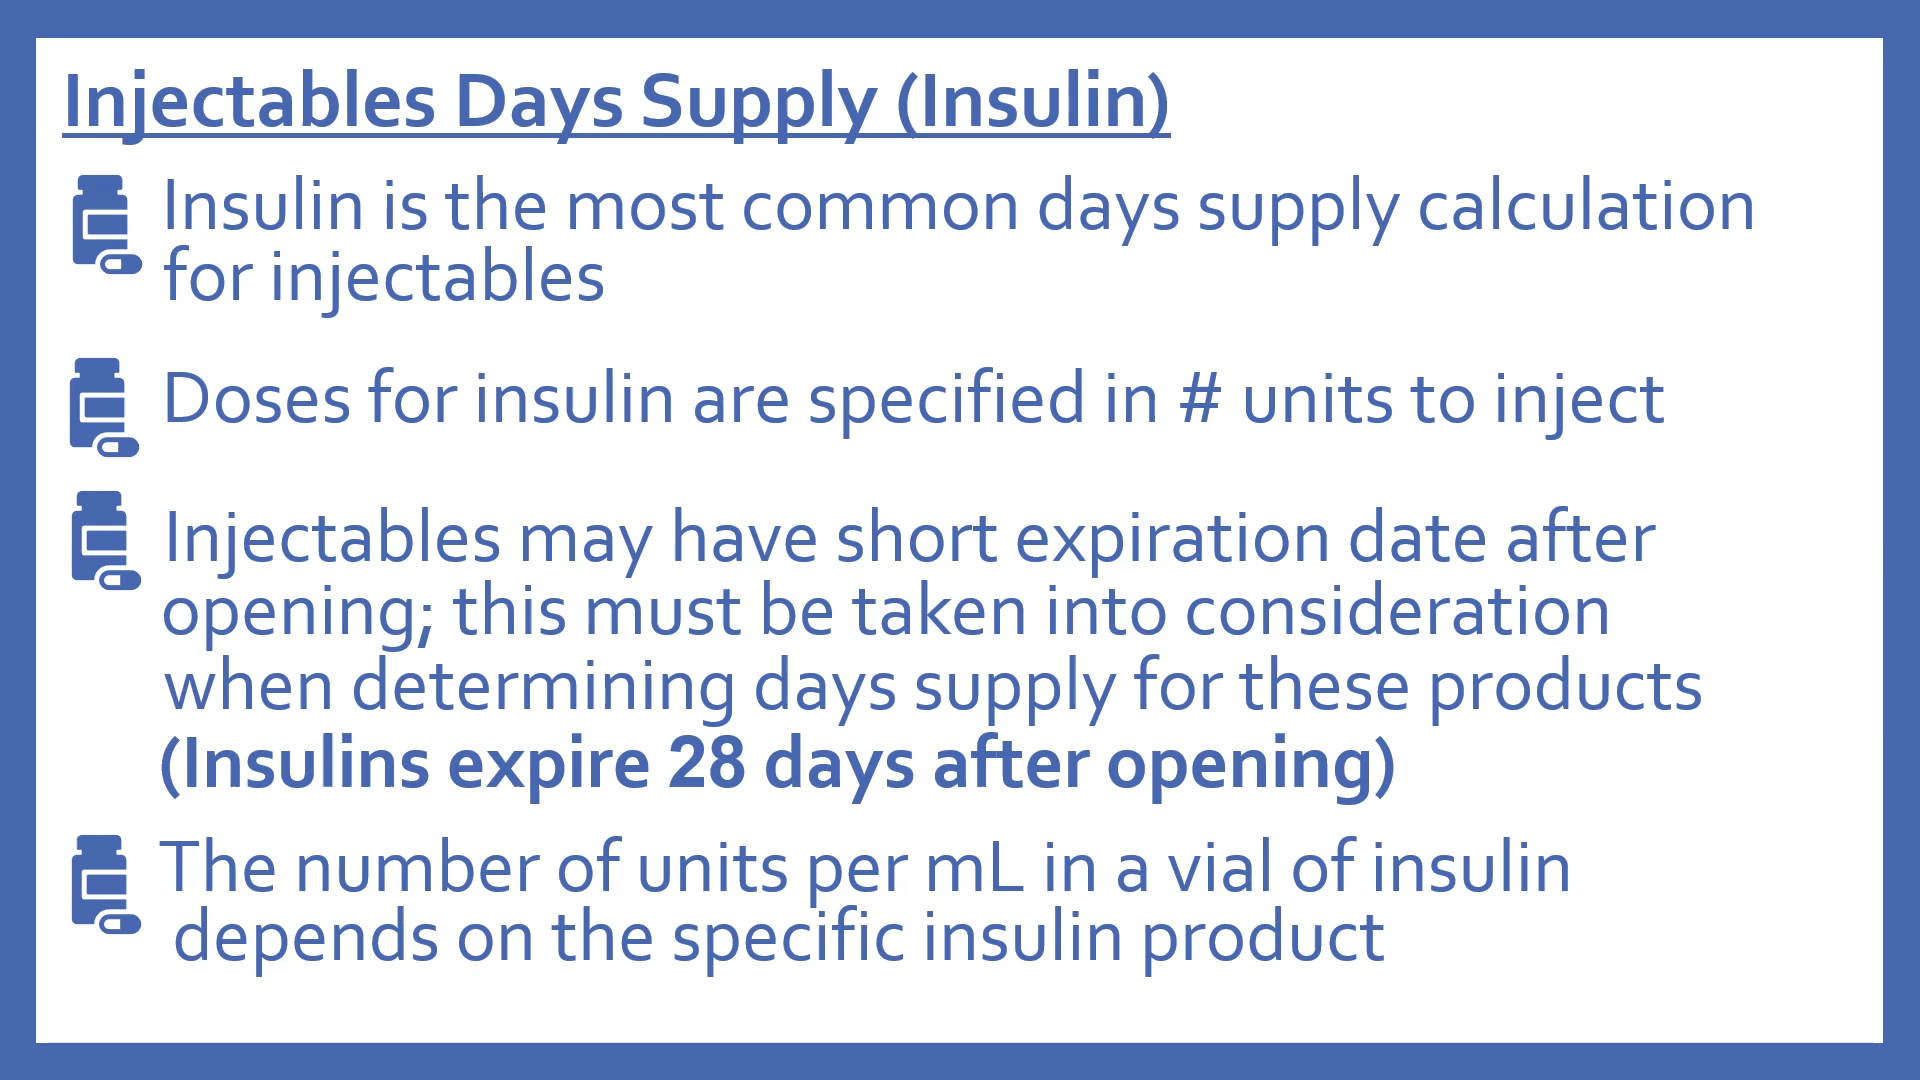 Injectables Days Supply (Insulin)
Insulin is the most common days supply calculation
for injectables
Doses for insulin are specified in # units to inject
Injectables may have short expiration date after
opening; this must be taken into consideration
when determining days supply for these products
(Insulins expire 28 days after opening)
The number of units per mL in a vial of insulin
depends on the specific insulin product